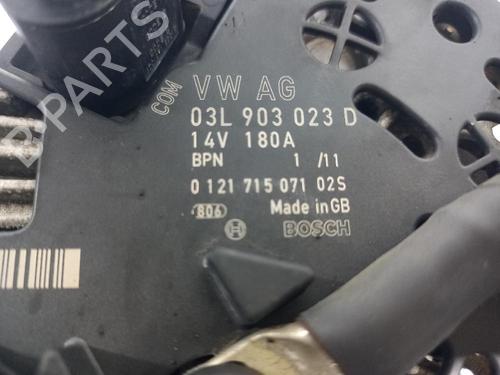 B-PARTS
COM
VW AG
03L 903 023 D
14V 180A
BPN 1 /11
0 121 715 071 02S
806 Made in GB
BOSCH